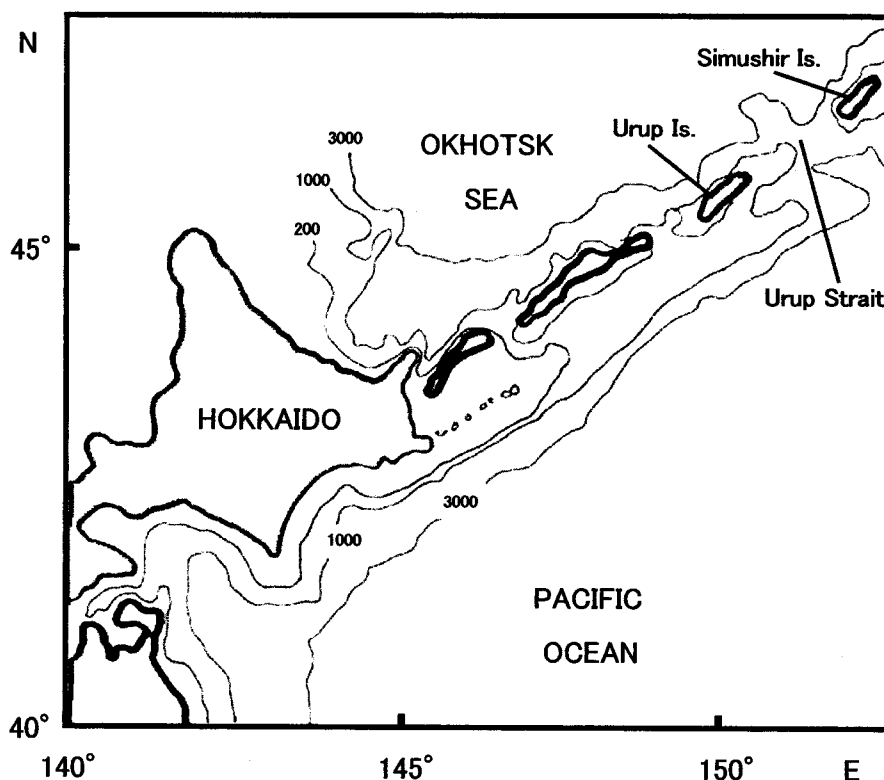 N
Simushir Is.
Urup Is.
3000
OKHOTSK
SEA
1000
200
45°
Urup Strait
HOKKAIDO
3000
1000
PACIFIC
OCEAN
40°
140°
145°
150°
E